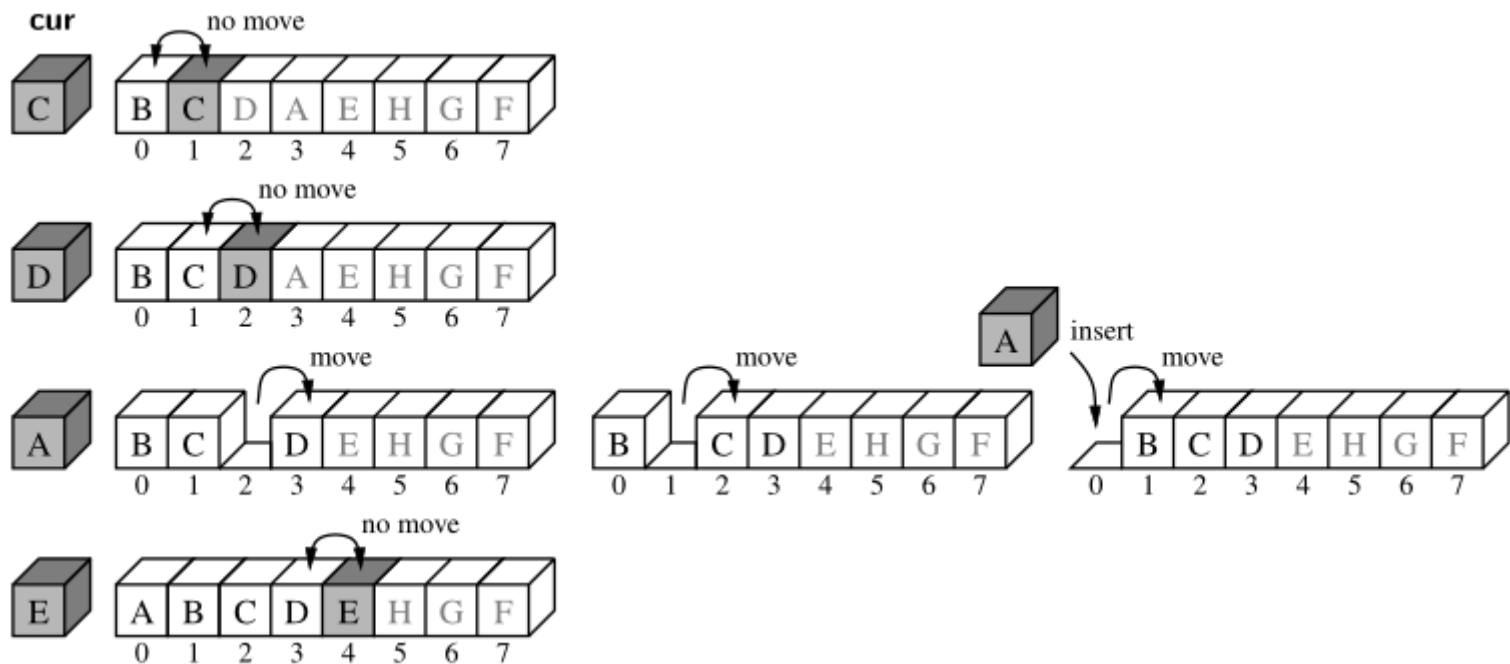 cur no move
C B C D A E H G F
0 1 2 3 4 5 6 7
no move
D B C D A E H G F
0 1 2 3 4 5 6 7
A insert
move move move
A B C D E H G F B C D E H G F B C D E H G F
0 1 2 3 4 5 6 7 0 1 2 3 4 5 6 7 0 1 2 3 4 5 6 7
no move
E A B C D E H G F
0 1 2 3 4 5 6 7